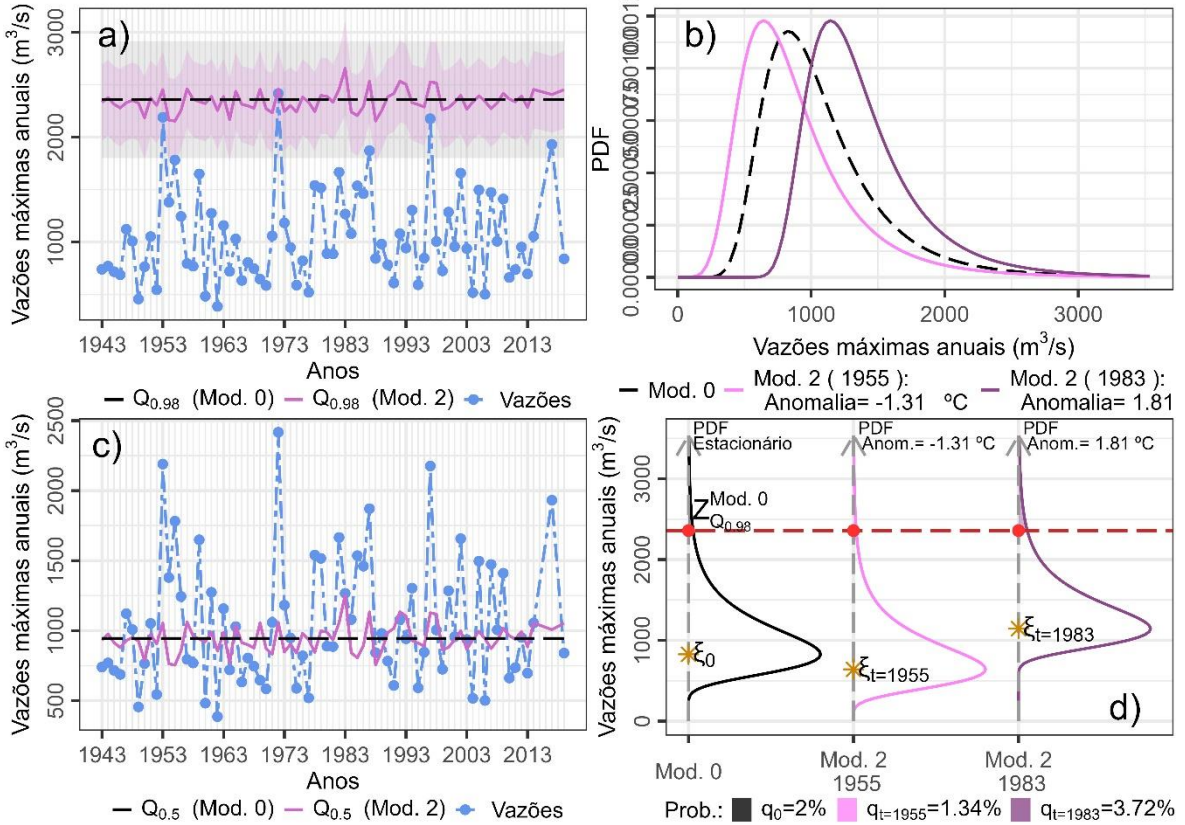 a)
Vazões máximas anuais (m³/s)
3000
2000
1000
1943 1953 1963 1973 1983 1993 2003 2013
Anos
Q0.98 (Mod. 0) Q0.98 (Mod. 2) Vazões
b)
PDF
0 1000 2000 3000
Vazões máximas anuais (m³/s)
Mod. 0 Mod. 2 ( 1955): Mod. 2 ( 1983):
Anomalia= -1.31 ºC Anomalia= 1.81
c)
Vazões máximas anuais (m³/s)
2500
2000
1500
1000
500
1943 1953 1963 1973 1983 1993 2003 2013
Anos
Q0.5 (Mod. 0) Q0.5 (Mod. 2) Vazões
Vazões máximas anuais (m³/s)
3000
2000
1000
0
PDF PDF PDF
Estacionário Anom.= -1.31 ºC Anom.= 1.81 ºC
Z Mod. 0 Q0.98
ξ0
ξt=1955
ξt=1983
d)
Mod. 0 Mod. 2 Mod. 2
1955 1983
Prob.: q0=2% qt=1955=1.34% qt=1983=3.72%